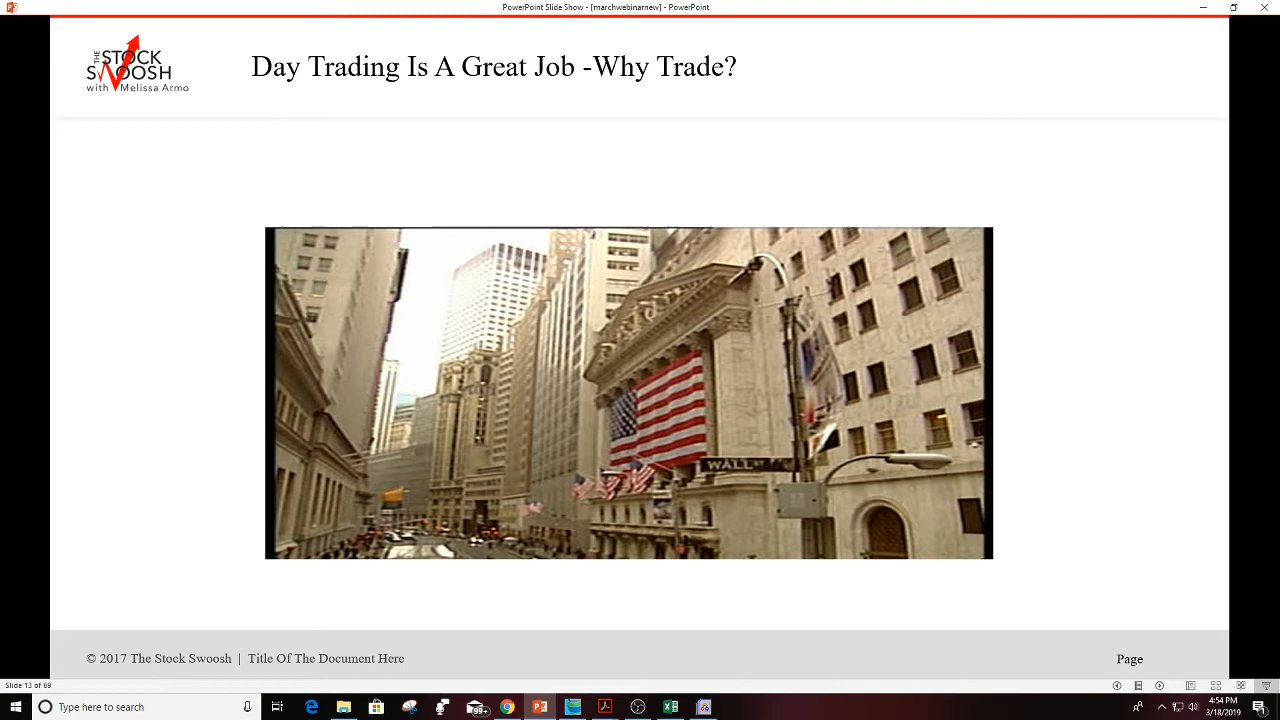 PowerPoint Slide Show - [marchwebinarnew] - PowerPoint
THE
STOCK
SWOOSH
with Melissa Armo
Day Trading Is A Great Job -Why Trade?
WALL ST
© 2017 The Stock Swoosh | Title Of The Document Here
Page
Slide 13 of 69
Type here to search
99+
4:54 PM
3/18/2019